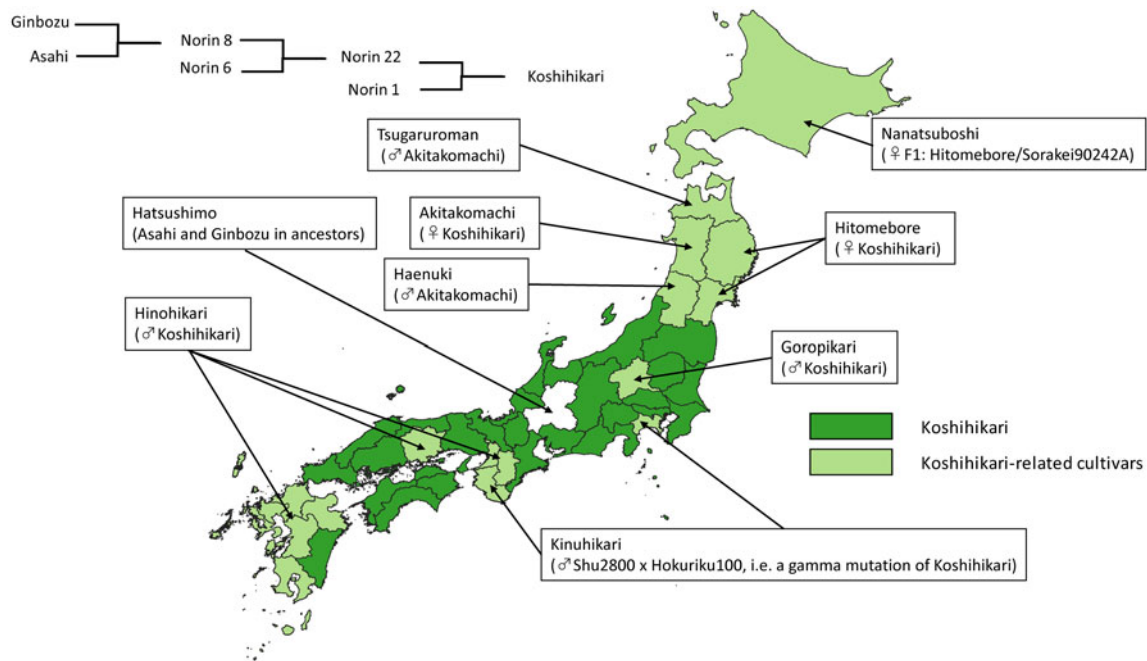 Ginbozu
Asahi
Norin 8
Norin 6
Norin 22
Norin 1
Koshihikari
Tsugaruroman
(♂Akitakomachi)
Nanatsuboshi
(♀F1: Hitomebore/Sorakei90242A)
Hatsushimo
(Asahi and Ginbozu in ancestors)
Akitakomachi
(♀Koshihikari)
Hitomebore
(♀Koshihikari)
Haenuki
(♂Akitakomachi)
Hinohikari
(♂Koshihikari)
Goropikari
(♂Koshihikari)
Koshihikari
Koshihikari-related cultivars
Kinuhikari
(♂Shu2800 x Hokuriku100, i.e. a gamma mutation of Koshihikari)